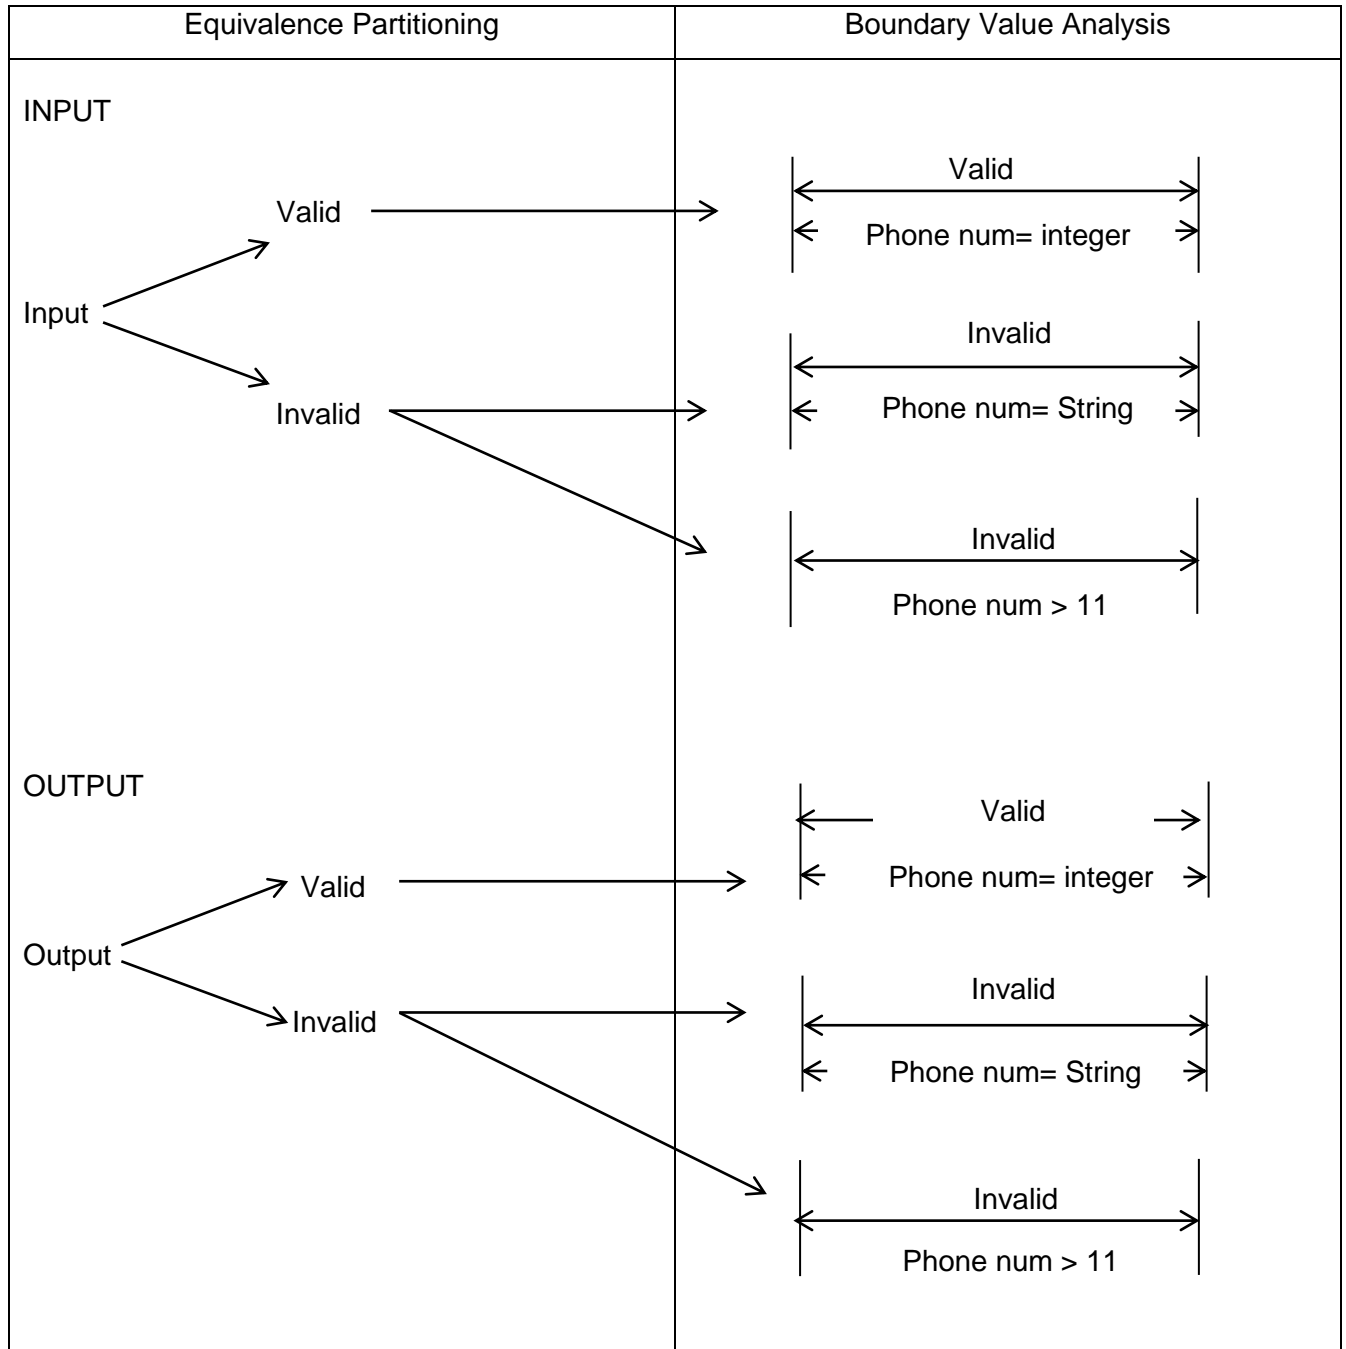 Equivalence Partitioning
Boundary Value Analysis
INPUT
Input
Valid
Invalid
Valid
Phone num= integer
Invalid
Phone num= String
Invalid
Phone num > 11
OUTPUT
Output
Valid
Invalid
Valid
Phone num= integer
Invalid
Phone num= String
Invalid
Phone num > 11